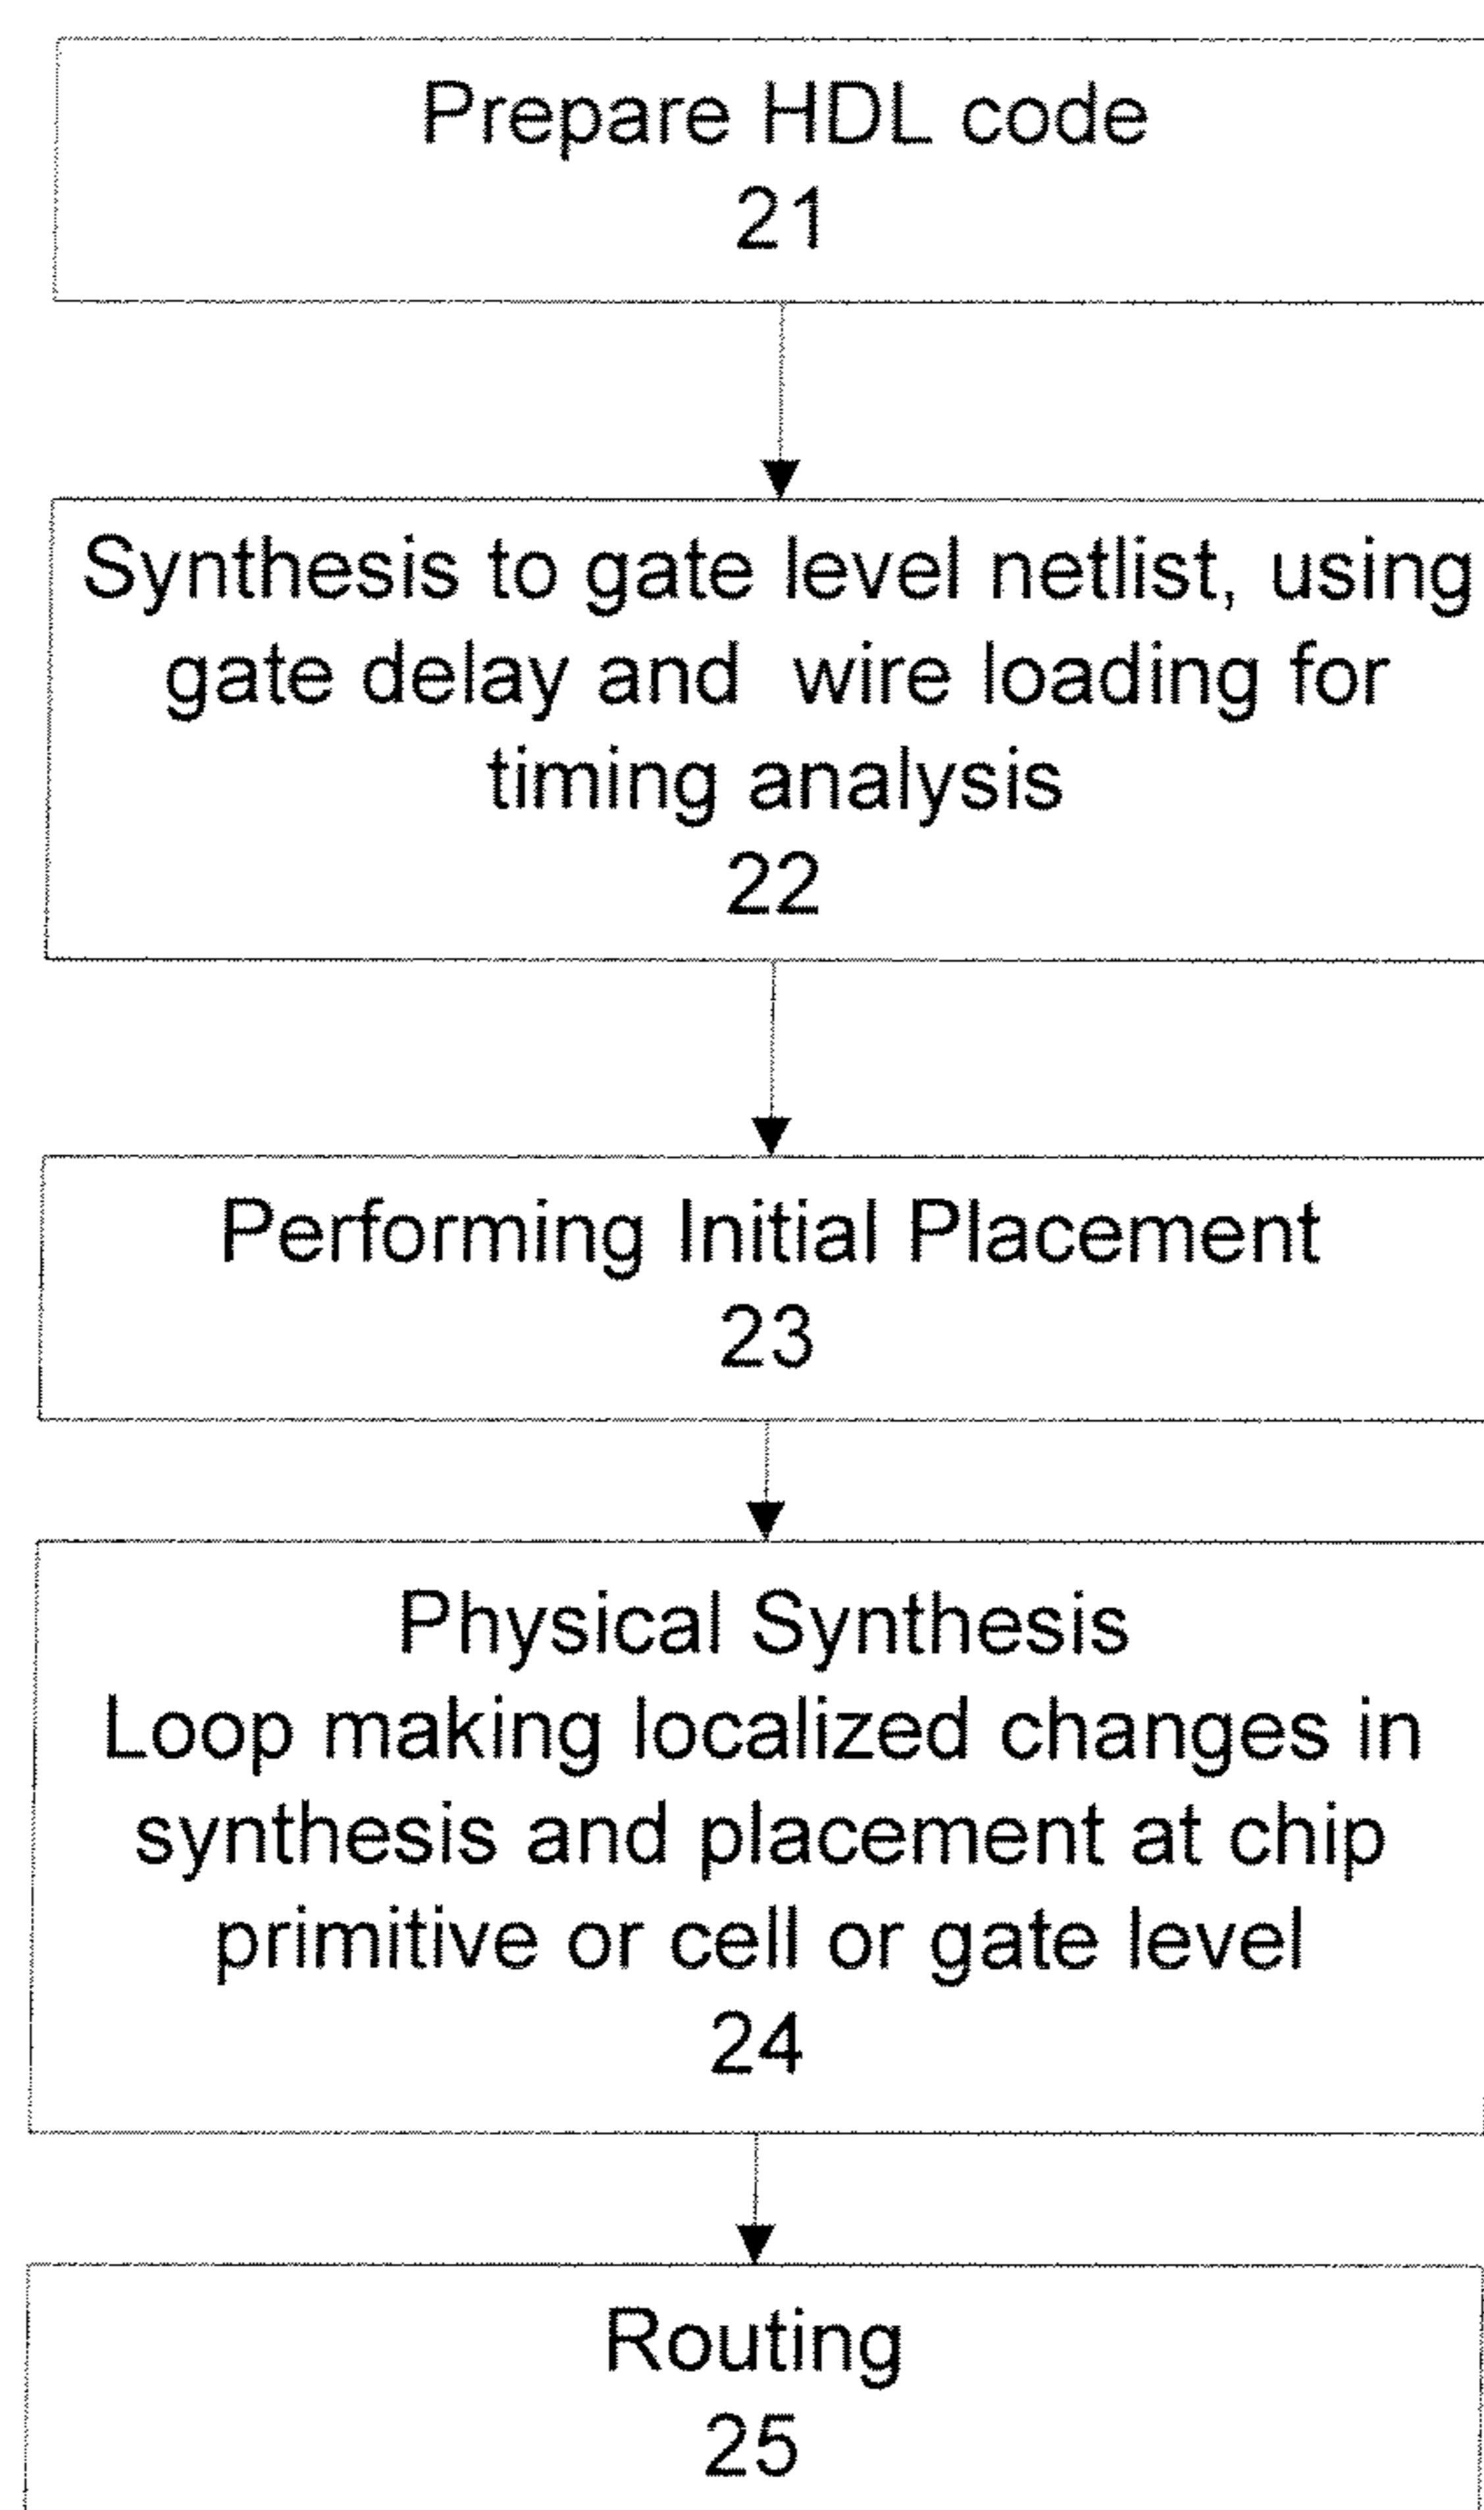 Prepare HDL code
21
Synthesis to gate level netlist, using
gate delay and wire loading for
timing analysis
22
Performing Initial Placement
23
Physical Synthesis
Loop making localized changes in
synthesis and placement at chip
primitive or cell or gate level
24
Routing
25